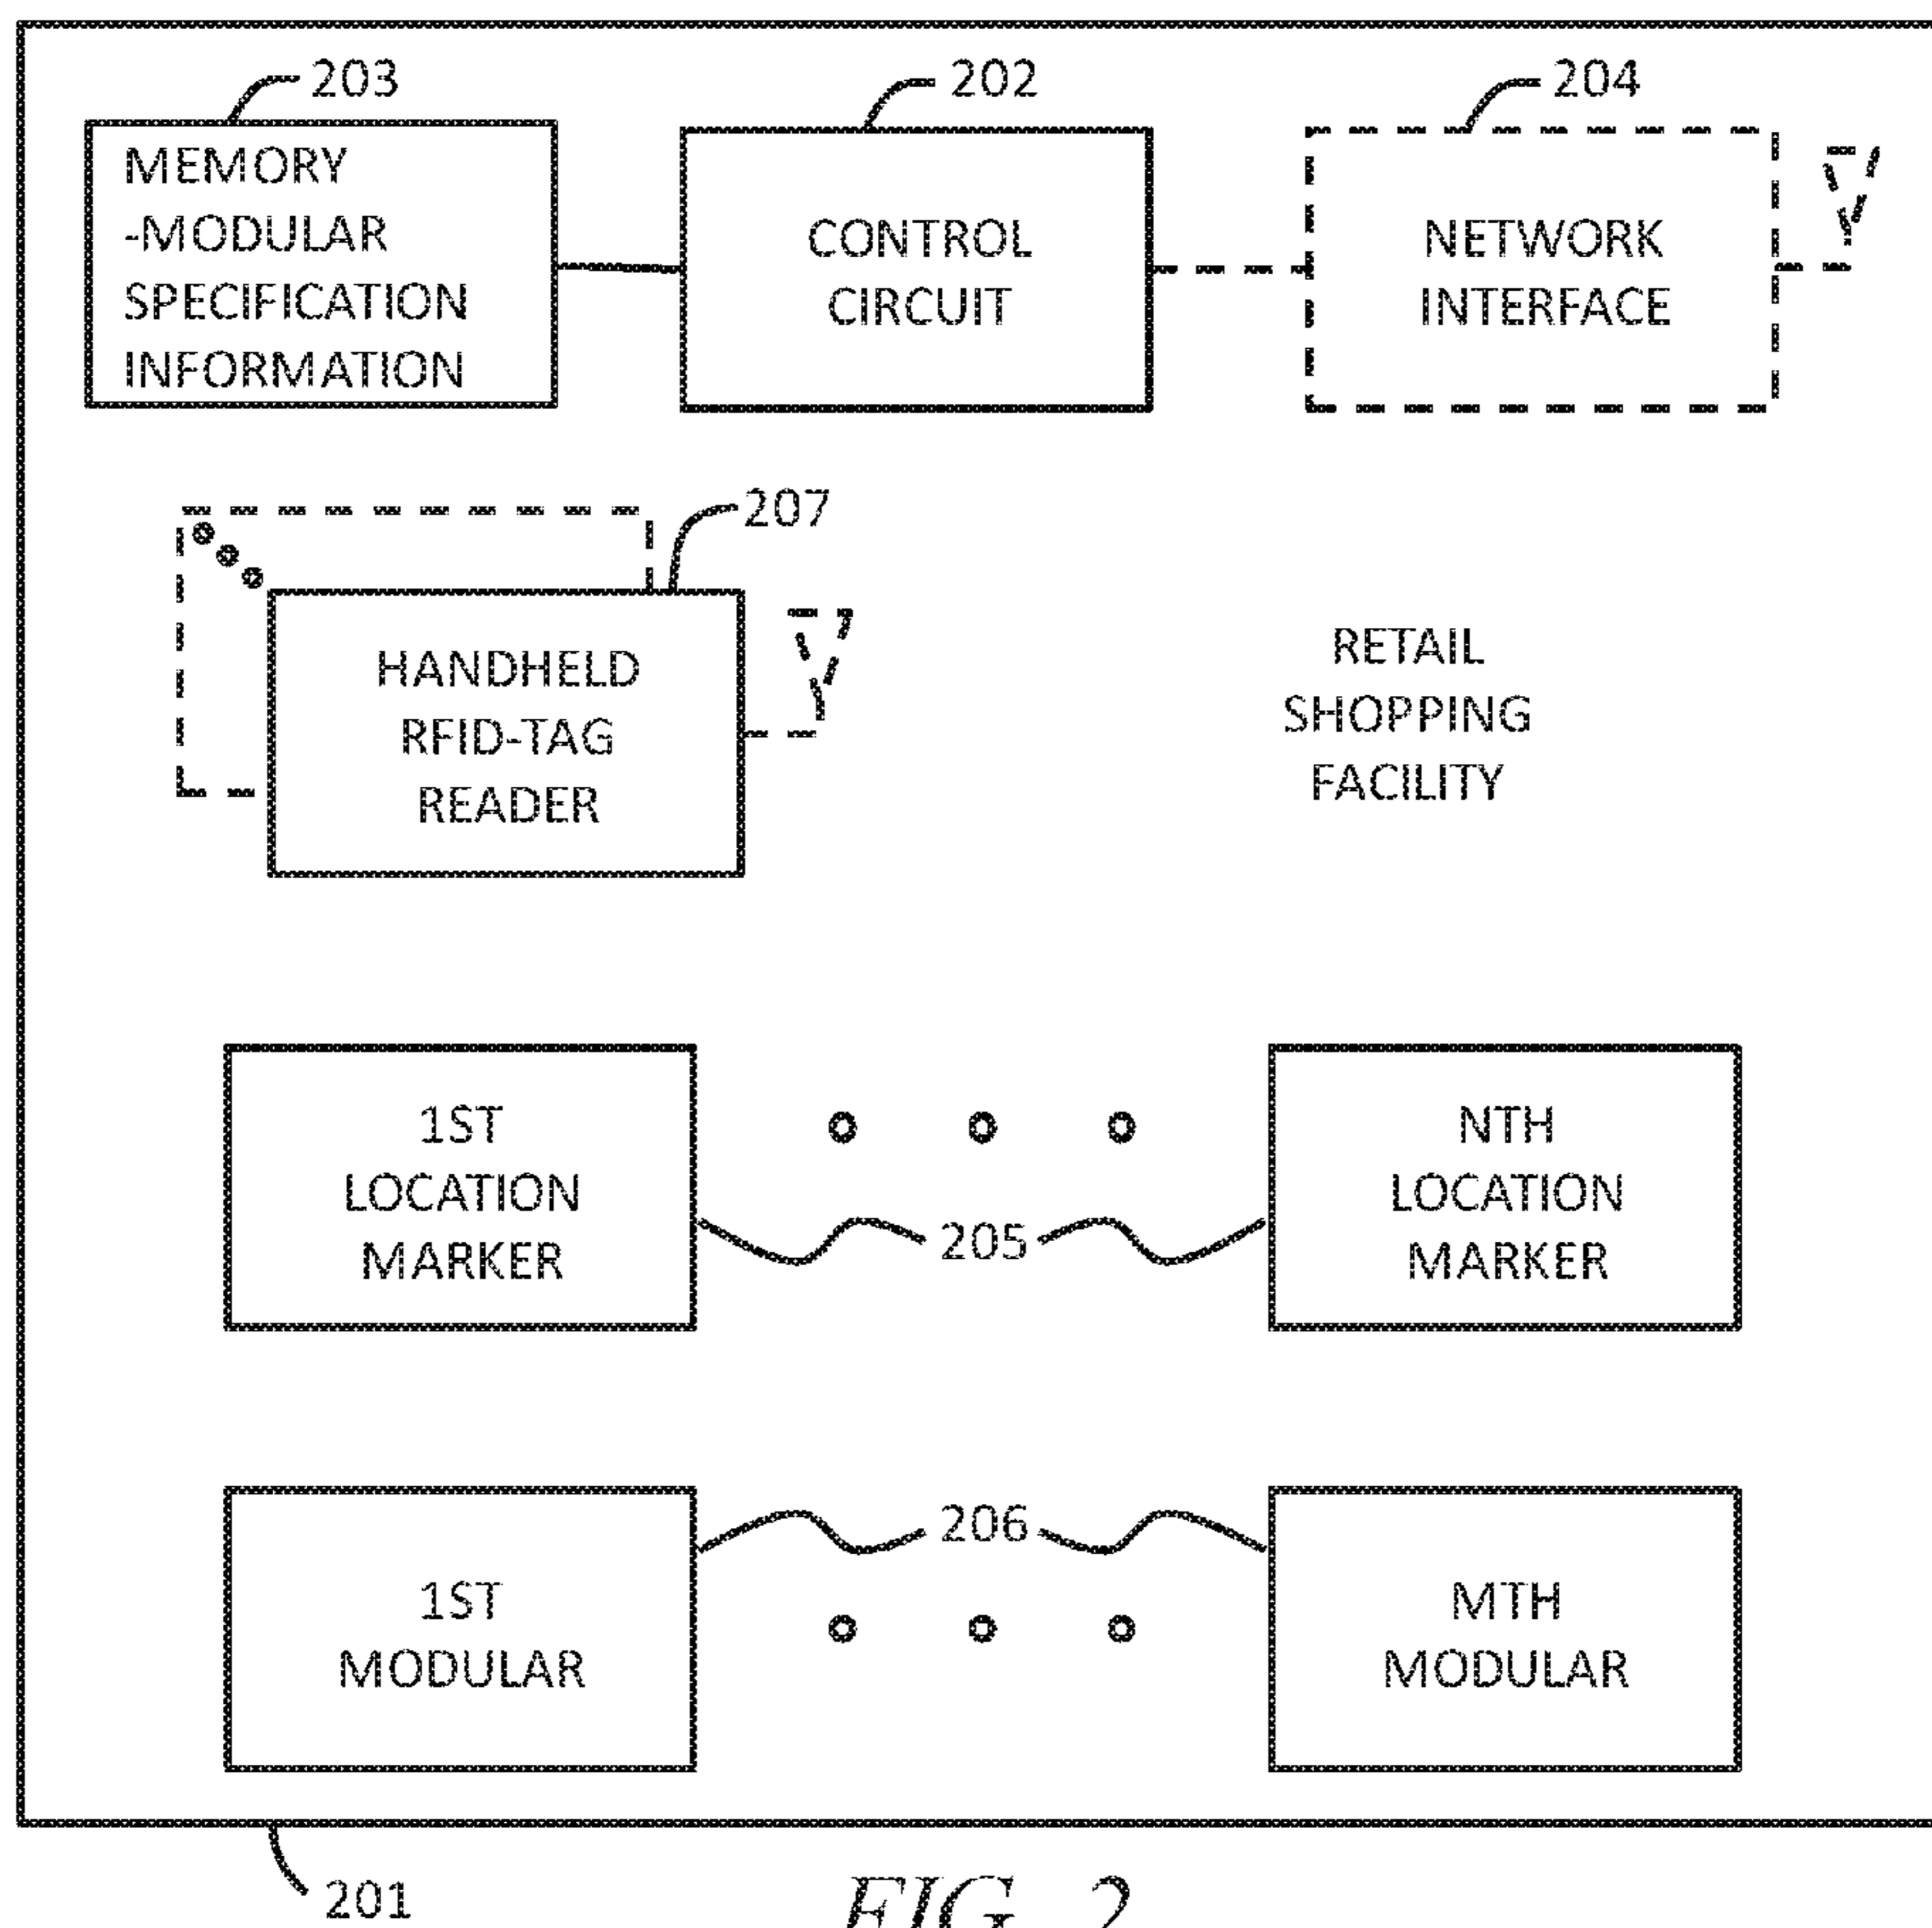 203
202
204
MEMORY
-MODULAR
SPECIFICATION
INFORMATION
CONTROL
CIRCUIT
NETWORK
INTERFACE
207
HANDHELD
RFID-TAG
READER
RETAIL
SHOPPING
FACILITY
1ST
LOCATION
MARKER
205
NTH
LOCATION
MARKER
206
1ST
MODULAR
MTH
MODULAR
201
FIG. 2